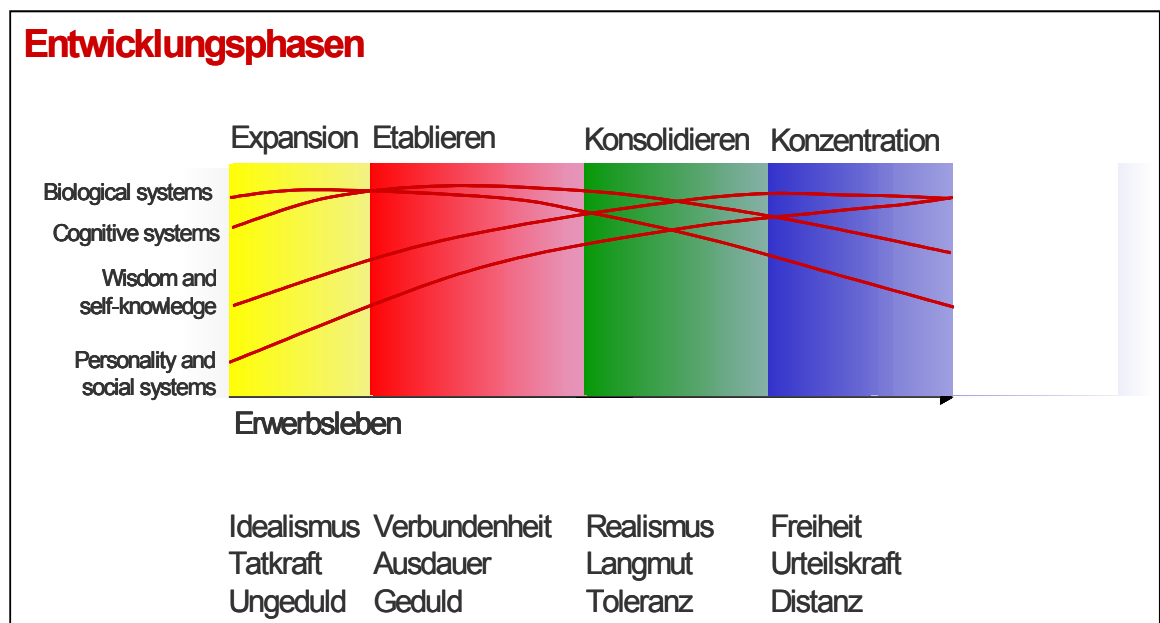 Entwicklungsphasen
Expansion Etablieren Konsolidieren Konzentration
Biological systems
Cognitive systems
Wisdom and
self-knowledge
Personality and
social systems
Erwerbsleben
Idealismus Verbundenheit Realismus Freiheit
Tatkraft Ausdauer Langmut Urteilskraft
Ungeduld Geduld Toleranz Distanz